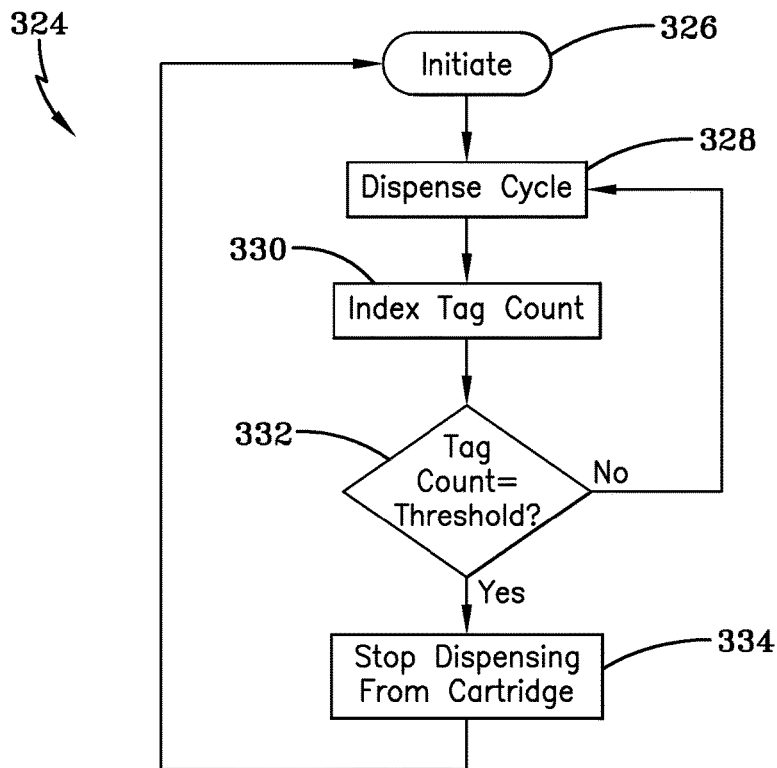 324
Initiate
326
Dispense Cycle
328
330
Index Tag Count
332
Tag
Count=
Threshold?
No
Yes
Stop Dispensing
From Cartridge
334